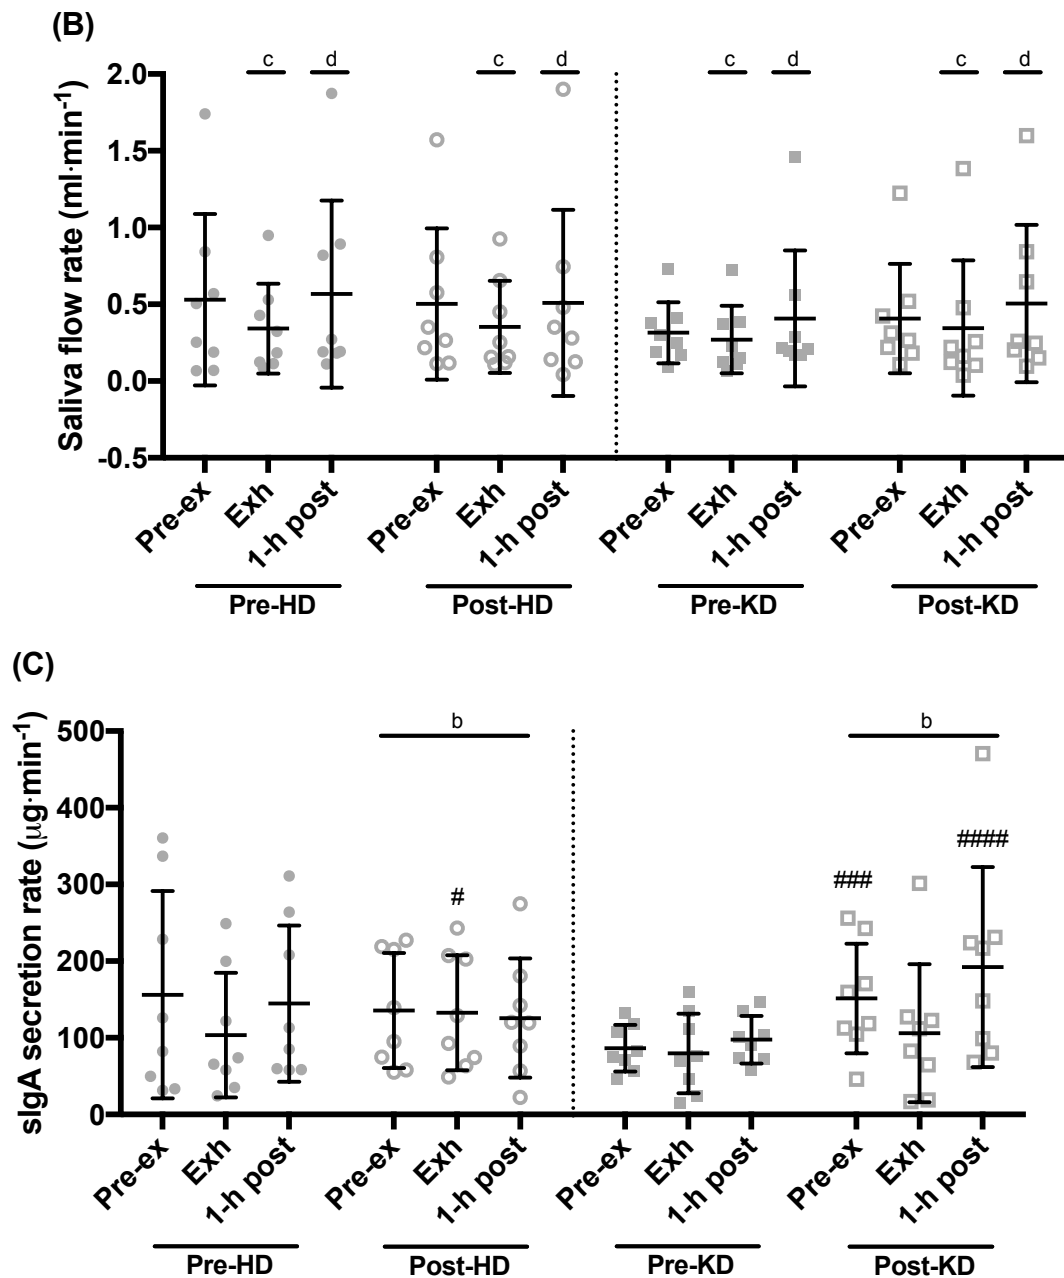 (B)
c d c d c d c d
Saliva flow rate (ml·min⁻¹)
2.0
1.5
1.0
0.5
0.0
-0.5
Pre-ex Exh 1-h post Pre-ex Exh 1-h post Pre-ex Exh 1-h post Pre-ex Exh 1-h post
Pre-HD Post-HD Pre-KD Post-KD
(C)
sIgA secretion rate (µg·min⁻¹)
b b
500
400
300
200
100
0
####
###
#
Pre-ex Exh 1-h post Pre-ex Exh 1-h post Pre-ex Exh 1-h post Pre-ex Exh 1-h post
Pre-HD Post-HD Pre-KD Post-KD